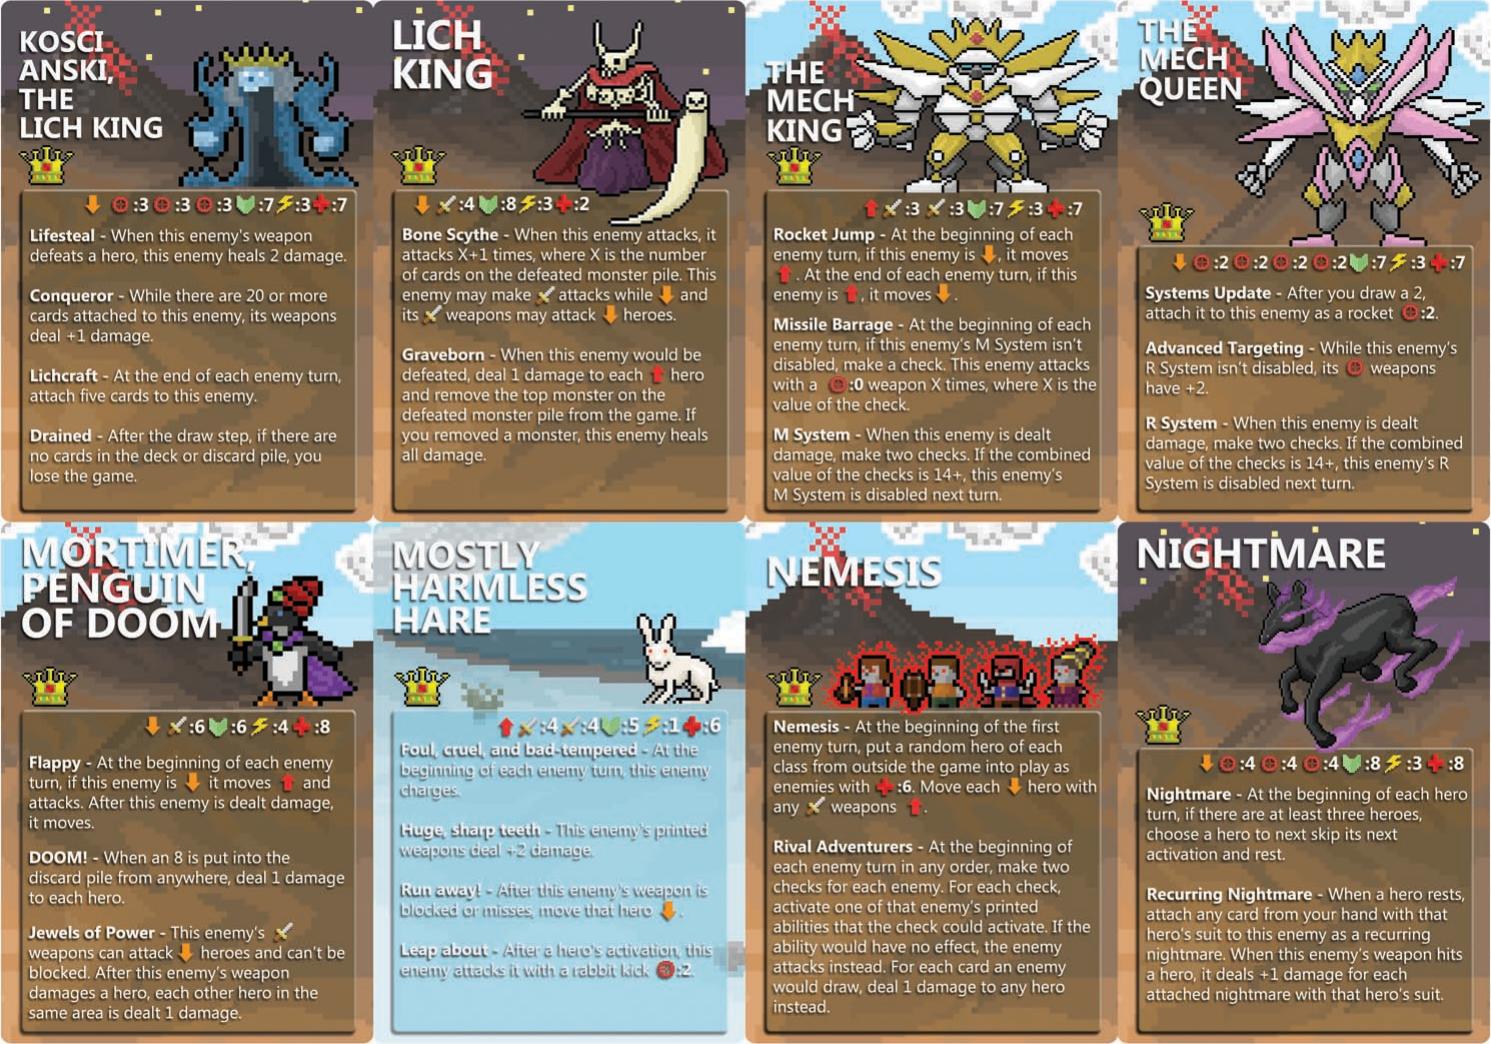 KOSCI
ANSKI,
THE
LICH KING
:3 :3 :3 :7 :3 :7
Lifesteal - When this enemy's weapon
defeats a hero, this enemy heals 2 damage.
Conqueror - While there are 20 or more
cards attached to this enemy, its weapons
deal +1 damage.
Lichcraft - At the end of each enemy turn,
attach five cards to this enemy.
Drained - After the draw step, if there are
no cards in the deck or discard pile, you
lose the game.
LICH
KING
:4 :8 :3 :2
Bone Scythe - When this enemy attacks, it
attacks X+1 times, where X is the number
of cards on the defeated monster pile. This
enemy may make attacks while and
its weapons may attack heroes.
Graveborn - When this enemy would be
defeated, deal 1 damage to each hero
and remove the top monster on the
defeated monster pile from the game. If
you removed a monster, this enemy heals
all damage.
THE
MECH
KING
:3 :3 :7 :3 :7
Rocket Jump - At the beginning of each
enemy turn, if this enemy is , it moves
. At the end of each enemy turn, if this
enemy is , it moves .
Missile Barrage - At the beginning of each
enemy turn, if this enemy's M System isn't
disabled, make a check. This enemy attacks
with a :0 weapon X times, where X is the
value of the check.
M System - When this enemy is dealt
damage, make two checks. If the combined
value of the checks is 14+, this enemy's
M System is disabled next turn.
THE
MECH
QUEEN
:2 :2 :2 :2 :7 :3 :7
Systems Update - After you draw a 2,
attach it to this enemy as a rocket :2.
Advanced Targeting - While this enemy's
R System isn't disabled, its weapons
have +2.
R System - When this enemy is dealt
damage, make two checks. If the combined
value of the checks is 14+, this enemy's R
System is disabled next turn.
MORTIMER,
PENGUIN
OF DOOM
:6 :6 :4 :8
Flappy - At the beginning of each enemy
turn, if this enemy is it moves and
attacks. After this enemy is dealt damage,
it moves.
DOOM! - When an 8 is put into the
discard pile from anywhere, deal 1 damage
to each hero.
Jewels of Power - This enemy's
weapons can attack heroes and can't be
blocked. After this enemy's weapon
damages a hero, each other hero in the
same area is dealt 1 damage.
MOSTLY
HARMLESS
HARE
:4 :4 :5 :1 :6
Foul, cruel, and bad-tempered - At the
beginning of each enemy turn, this enemy
charges.
Huge, sharp teeth - This enemy's printed
weapons deal +2 damage.
Run away! - After this enemy's weapon is
blocked or misses, move that hero .
Leap about - After a hero's activation, this
enemy attacks it with a rabbit kick :2.
NEMESIS
Nemesis - At the beginning of the first
enemy turn, put a random hero of each
class from outside the game into play as
enemies with :6. Move each hero with
any weapons .
Rival Adventurers - At the beginning of
each enemy turn in any order, make two
checks for each enemy. For each check,
activate one of that enemy's printed
abilities that the check could activate. If the
ability would have no effect, the enemy
attacks instead. For each card an enemy
would draw, deal 1 damage to any hero
instead.
NIGHTMARE
:4 :4 :4 :8 :3 :8
Nightmare - At the beginning of each hero
turn, if there are at least three heroes,
choose a hero to next skip its next
activation and rest.
Recurring Nightmare - When a hero rests,
attach any card from your hand with that
hero's suit to this enemy as a recurring
nightmare. When this enemy's weapon hits
a hero, it deals +1 damage for each
attached nightmare with that hero's suit.